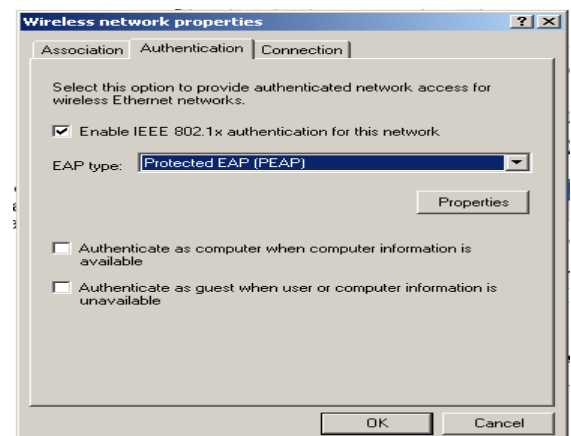 Wireless network properties
Association Authentication Connection
Select this option to provide authenticated network access for
wireless Ethernet networks.
Enable IEEE 802.1x authentication for this network
EAP type: Protected EAP (PEAP)
Properties
Authenticate as computer when computer information is
available
Authenticate as guest when user or computer information is
unavailable
OK Cancel